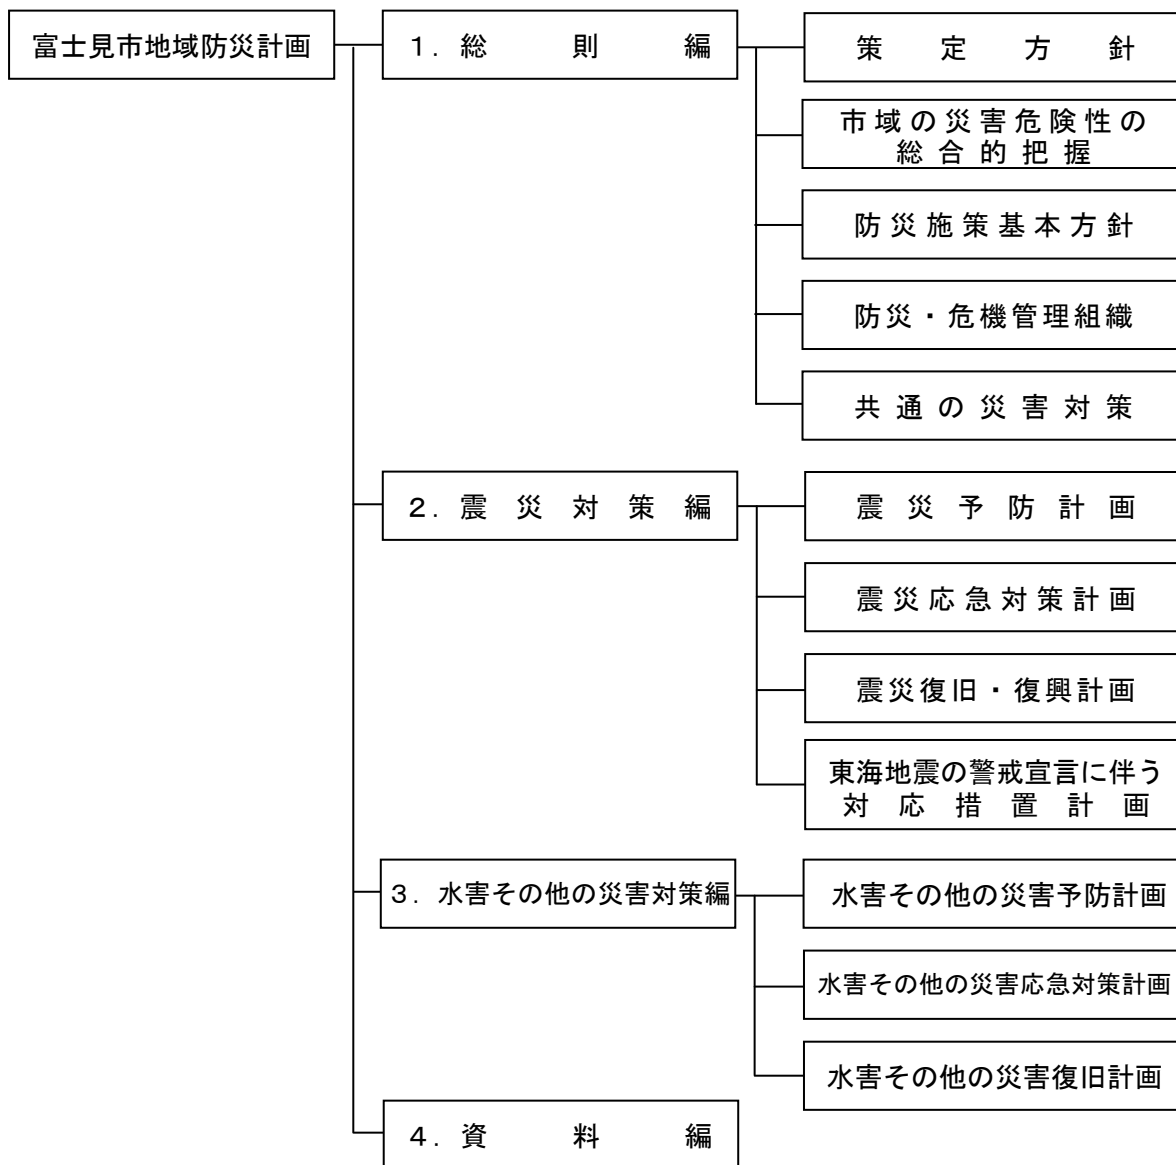 富士見市地域防災計画
1．総則編
策定方針
市域の災害危険性の
総合的把握
防災施策基本方針
防災・危機管理組織
共通の災害対策
2．震災対策編
震災予防計画
震災応急対策計画
震災復旧・復興計画
東海地震の警戒宣言に伴う
対応措置計画
3．水害その他の災害対策編
水害その他の災害予防計画
水害その他の災害応急対策計画
水害その他の災害復旧計画
4．資料編